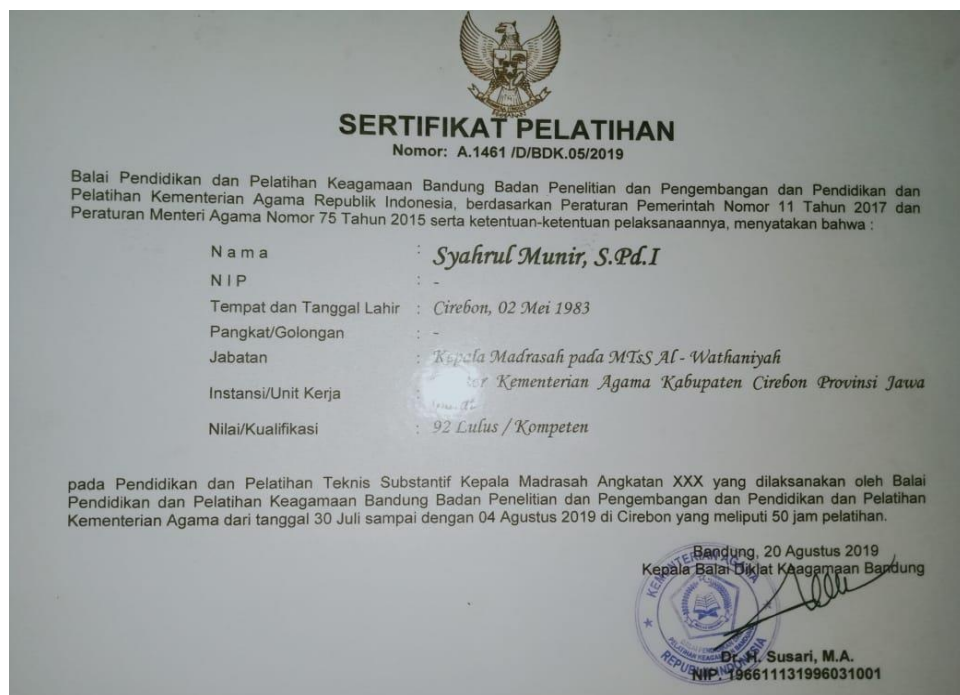 SERTIFIKAT PELATIHAN
Nomor: A.1461 /D/BDK.05/2019
Balai Pendidikan dan Pelatihan Keagamaan Bandung Badan Penelitian dan Pengembangan dan Pendidikan dan
Pelatihan Kementerian Agama Republik Indonesia, berdasarkan Peraturan Pemerintah Nomor 11 Tahun 2017 dan
Peraturan Menteri Agama Nomor 75 Tahun 2015 serta ketentuan-ketentuan pelaksanaannya, menyatakan bahwa :
N a m a : Syahrul Munir, S.Pd.I
N I P : -
Tempat dan Tanggal Lahir : Cirebon, 02 Mei 1983
Pangkat/Golongan : -
Jabatan : Kepala Madrasah pada MTsS Al - Wathaniyah
Instansi/Unit Kerja : Kementerian Agama Kabupaten Cirebon Provinsi Jawa
Nilai/Kualifikasi : 92 Lulus / Kompeten
pada Pendidikan dan Pelatihan Teknis Substantif Kepala Madrasah Angkatan XXX yang dilaksanakan oleh Balai
Pendidikan dan Pelatihan Keagamaan Bandung Badan Penelitian dan Pengembangan dan Pendidikan dan Pelatihan
Kementerian Agama dari tanggal 30 Juli sampai dengan 04 Agustus 2019 di Cirebon yang meliputi 50 jam pelatihan.
Bandung, 20 Agustus 2019
Kepala Balai Diklat Keagamaan Bandung
KEMENTERIAN AGAMA
REPUBLIK INDONESIA
Dr. H. Susari, M.A.
NIP. 196611131996031001